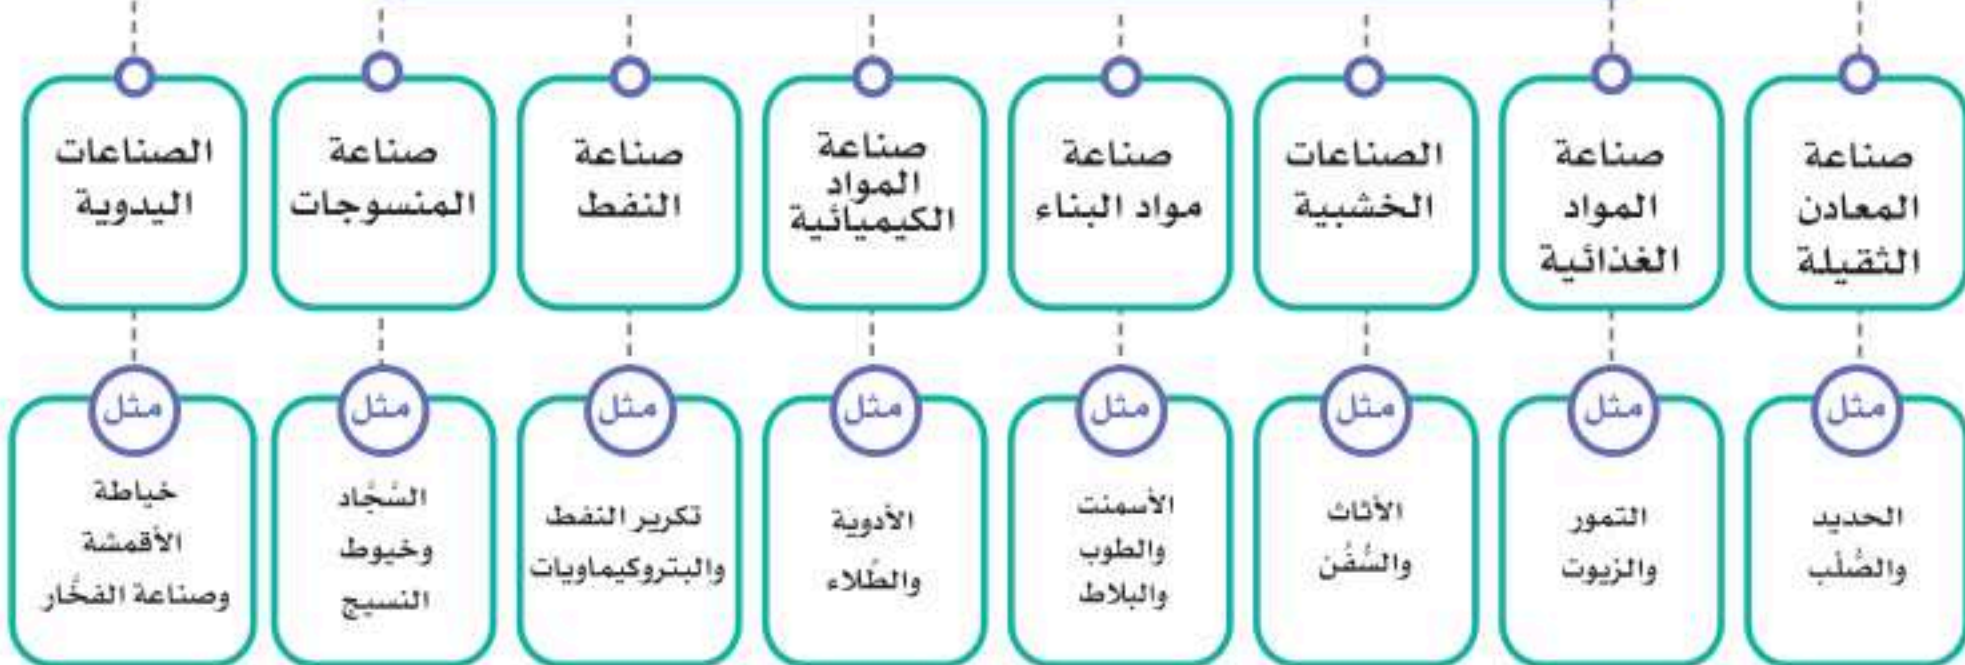 صناعة
المعادن
الثقيلة
صناعة
المواد
الغذائية
الصناعات
الخشبية
صناعة
مواد البناء
صناعة
المواد
الكيميائية
صناعة
النفط
صناعة
المنسوجات
الصناعات
اليدوية
مثل
الحديد
والصُّلب
مثل
التمور
والزيوت
مثل
الأثاث
والسُّفُن
مثل
الأسمنت
والطوب
والبلاط
مثل
الأدوية
والطِّلاء
مثل
تكرير النفط
والبتروكيماويات
مثل
السِّجَّاد
وخيوط
النسيج
مثل
خياطة
الأقمشة
وصناعة الفخَّار